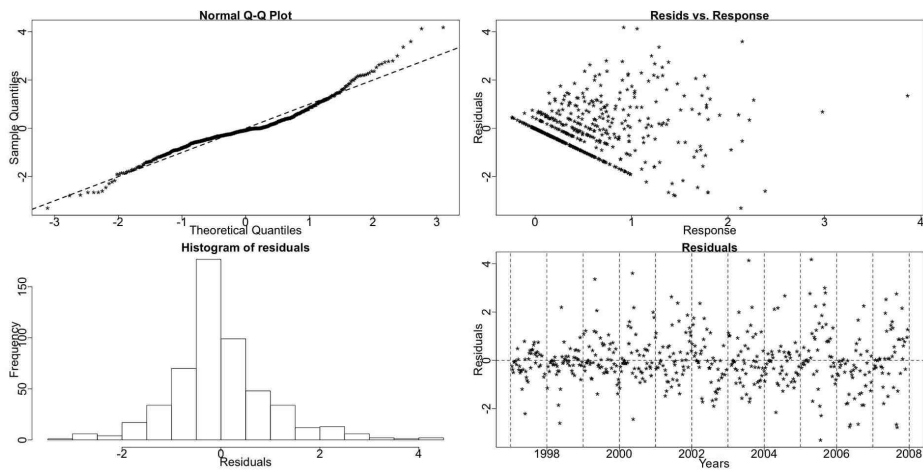 Normal Q-Q Plot
Sample Quantiles
4
2
0
-2
-3 -2 -1 0 1 2 3
Theoretical Quantiles
Resids vs. Response
Residuals
4
2
0
-2
0 1 2 3 4
Response
Histogram of residuals
Frequency
150
100
50
0
-2 0 2 4
Residuals
Residuals
Residuals
4
2
0
-2
1998 2000 2002 2004 2006 2008
Years